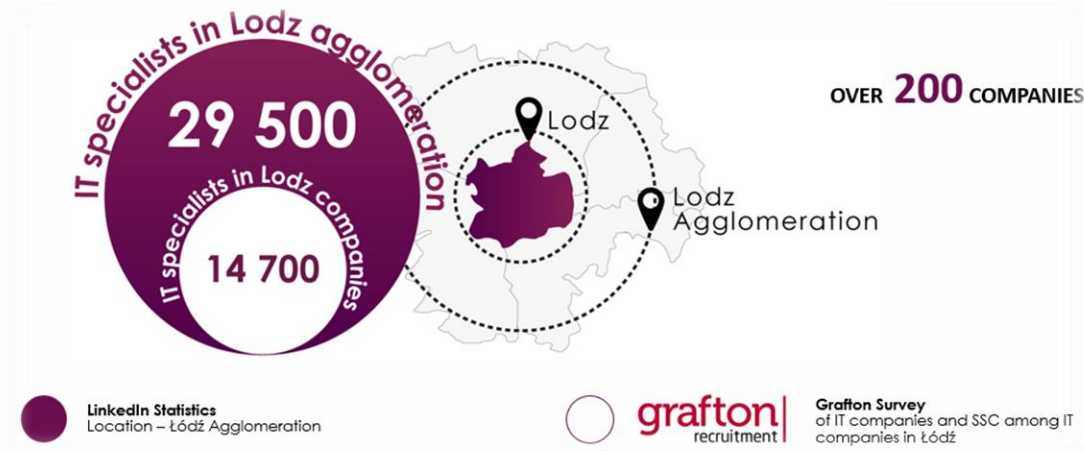 IT specialists in Lodz agglomeration
29 500
IT specialists in Lodz companies
14 700
Lodz
Lodz
Agglomeration
OVER 200 COMPANIES
LinkedIn Statistics
Location – Łódź Agglomeration
grafton
recruitment
Grafton Survey
of IT companies and SSC among IT
companies in Łódź